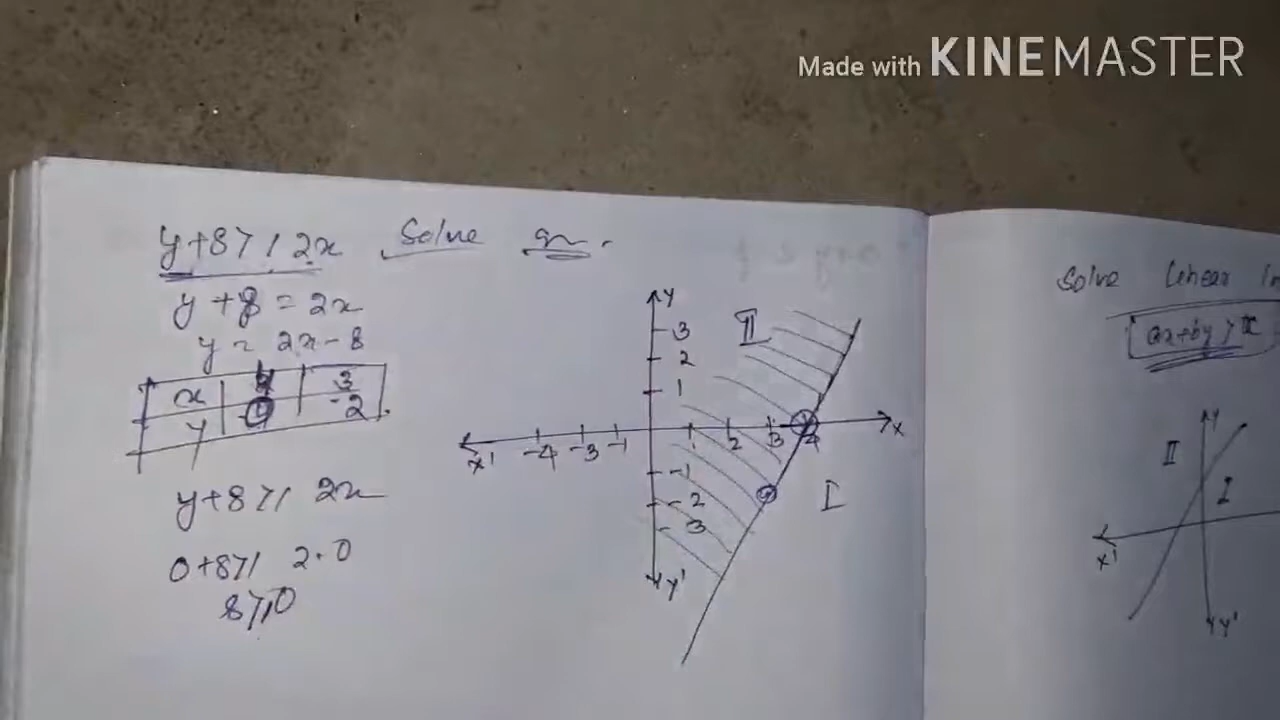 Made with KINEMASTER
y+8 ≥ 2x Solve
y + 8 = 2x
y = 2x - 8
x 4 3
y 0 -2
y+8 ≥ 2x
0+8 ≥ 2.0
8 ≥ 0
Y
3
2
1
II
X' -4 -3 -1 1 2 3 4 X
-1
-2
-3
I
Y'
Solve linear
ax+by >
Y
II
I
X'
Y'